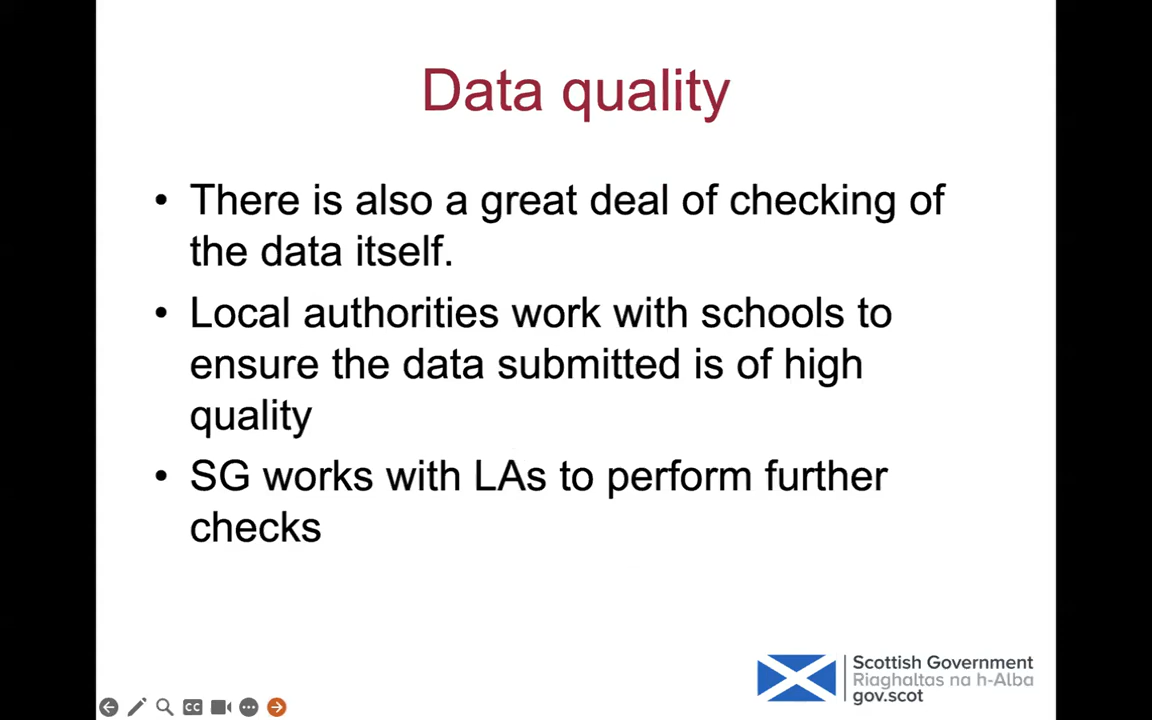 Data quality
• There is also a great deal of checking of
the data itself.
• Local authorities work with schools to
ensure the data submitted is of high
quality
• SG works with LAs to perform further
checks
Scottish Government
Riaghaltas na h-Alba
gov.scot
CC